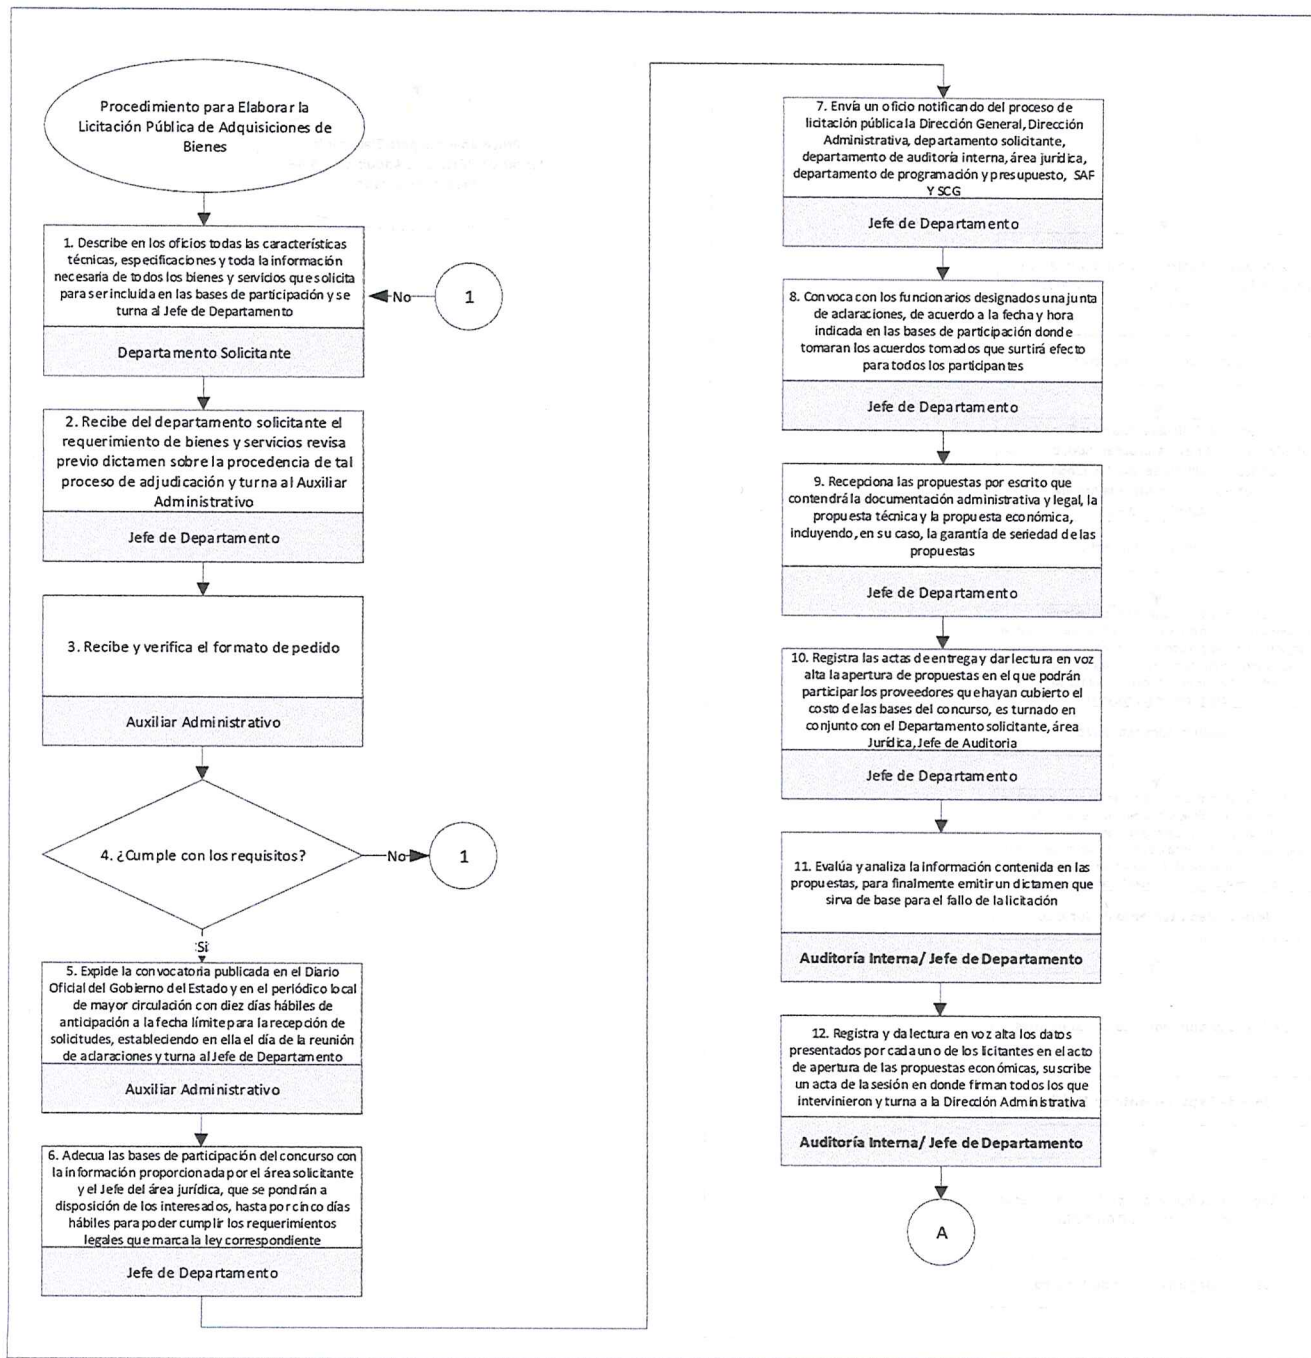 Procedimiento para Elaborar la
Licitación Pública de Adquisiciones de
Bienes
1. Describe en los oficios todas las características
técnicas, especificaciones y toda la información
necesaria de todos los bienes y servicios que solicita
para ser incluida en las bases de participación y se
turna al Jefe de Departamento
Departamento Solicitante
No
1
2. Recibe del departamento solicitante el
requerimiento de bienes y servicios revisa
previo dictamen sobre la procedencia de tal
proceso de adjudicación y turna al Auxiliar
Administrativo
Jefe de Departamento
3. Recibe y verifica el formato de pedido
Auxiliar Administrativo
4. ¿Cumple con los requisitos?
No
1
Si
5. Expide la convocatoria publicada en el Diario
Oficial del Gobierno del Estado y en el periódico local
de mayor circulación con diez días hábiles de
anticipación a la fecha límite para la recepción de
solicitudes, estableciendo en ella el día de la reunión
de aclaraciones y turna al Jefe de Departamento
Auxiliar Administrativo
6. Adecua las bases de participación del concurso con
la información proporcionada por el área solicitante
y el Jefe del área jurídica, que se pondrán a
disposición de los interesados, hasta por cinco días
hábiles para poder cumplir los requerimientos
legales que marca la ley correspondiente
Jefe de Departamento
7. Envía un oficio notificando del proceso de
licitación pública la Dirección General, Dirección
Administrativa, departamento solicitante,
departamento de auditoría interna, área jurídica,
departamento de programación y presupuesto, SAF
Y SCG
Jefe de Departamento
8. Convoca con los funcionarios designados una junta
de aclaraciones, de acuerdo a la fecha y hora
indicada en las bases de participación donde
tomaran los acuerdos tomados que surtirá efecto
para todos los participantes
Jefe de Departamento
9. Recepciona las propuestas por escrito que
contendrá la documentación administrativa y legal, la
propuesta técnica y la propuesta económica,
incluyendo, en su caso, la garantía de seriedad de las
propuestas
Jefe de Departamento
10. Registra las actas de entrega y dar lectura en voz
alta la apertura de propuestas en el que podrán
participar los proveedores que hayan cubierto el
costo de las bases del concurso, es turnado en
conjunto con el Departamento solicitante, área
Jurídica, Jefe de Auditoria
Jefe de Departamento
11. Evalúa y analiza la información contenida en las
propuestas, para finalmente emitir un dictamen que
sirva de base para el fallo de la licitación
Auditoría Interna/ Jefe de Departamento
12. Registra y da lectura en voz alta los datos
presentados por cada uno de los licitantes en el acto
de apertura de las propuestas económicas, suscribe
un acta de la sesión en donde firman todos los que
intervinieron y turna a la Dirección Administrativa
Auditoría Interna/ Jefe de Departamento
A